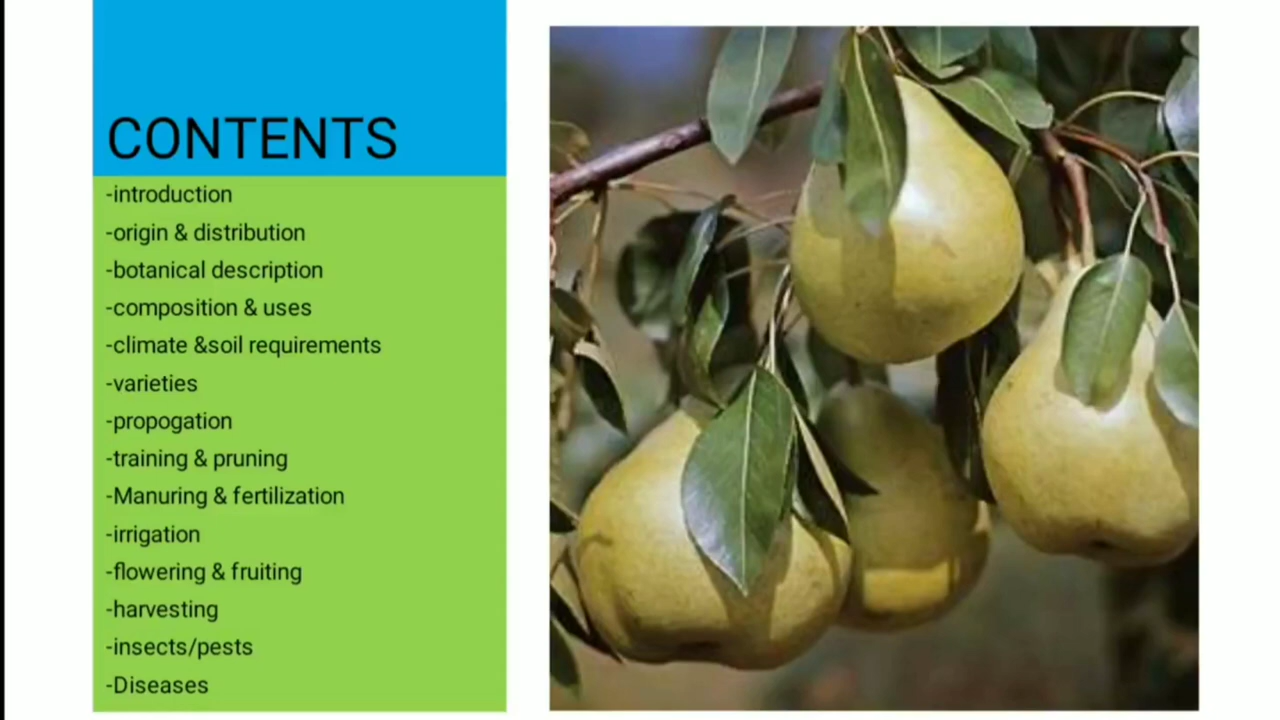 CONTENTS
-introduction
-origin & distribution
-botanical description
-composition & uses
-climate &soil requirements
-varieties
-propogation
-training & pruning
-Manuring & fertilization
-irrigation
-flowering & fruiting
-harvesting
-insects/pests
-Diseases